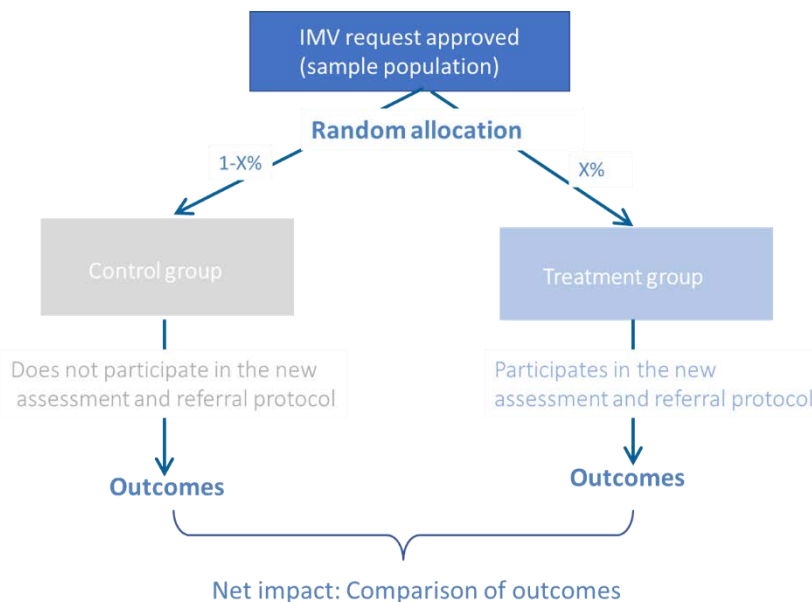 IMV request approved
(sample population)
Random allocation
1-X%
X%
Control group
Treatment group
Does not participate in the new
assessment and referral protocol
Participates in the new
assessment and referral protocol
Outcomes
Outcomes
Net impact: Comparison of outcomes